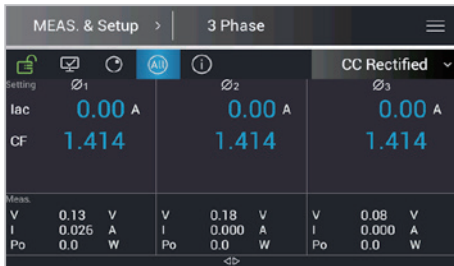 MEAS. & Setup > 3 Phase
All i CC Rectified
Setting Ø1 Ø2 Ø3
Iac 0.00 A 0.00 A 0.00 A
CF 1.414 1.414 1.414
Meas.
V 0.13 V V 0.18 V V 0.08 V
I 0.026 A I 0.000 A I 0.000 A
Po 0.0 W Po 0.0 W Po 0.0 W